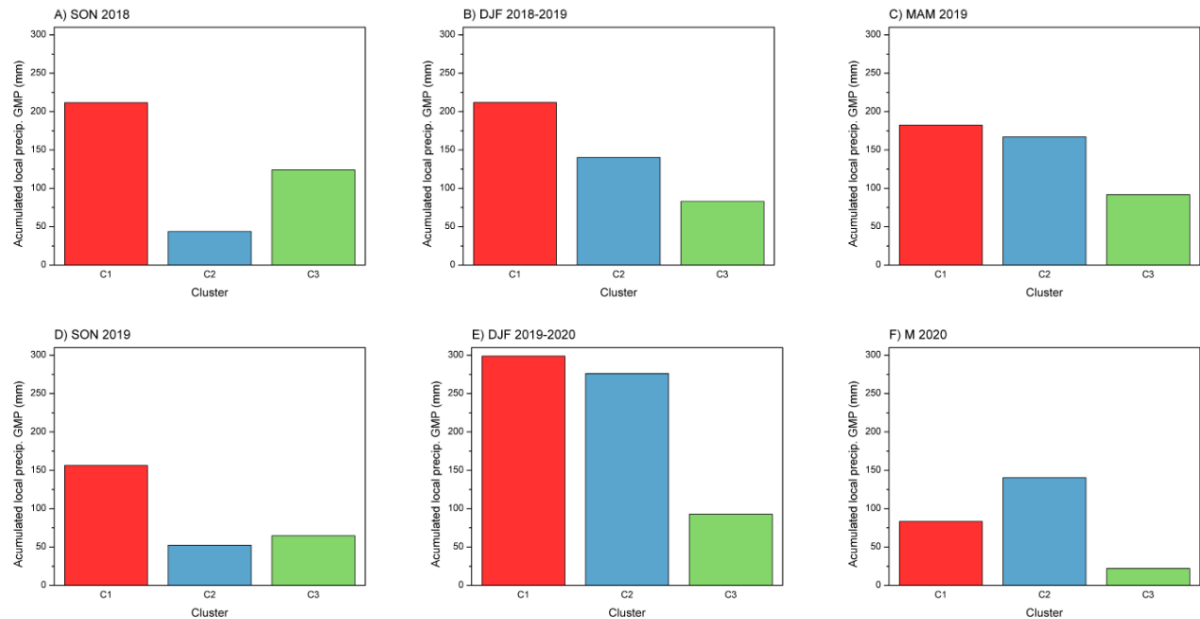 A) SON 2018
Acumulated local precip. GMP (mm)
300
250
200
150
100
50
0
C1 C2 C3
Cluster
B) DJF 2018-2019
Acumulated local precip. GMP (mm)
300
250
200
150
100
50
0
C1 C2 C3
Cluster
C) MAM 2019
Acumulated local precip. GMP (mm)
300
250
200
150
100
50
0
C1 C2 C3
Cluster
D) SON 2019
Acumulated local precip. GMP (mm)
300
250
200
150
100
50
0
C1 C2 C3
Cluster
E) DJF 2019-2020
Acumulated local precip. GMP (mm)
300
250
200
150
100
50
0
C1 C2 C3
Cluster
F) M 2020
Acumulated local precip. GMP (mm)
300
250
200
150
100
50
0
C1 C2 C3
Cluster